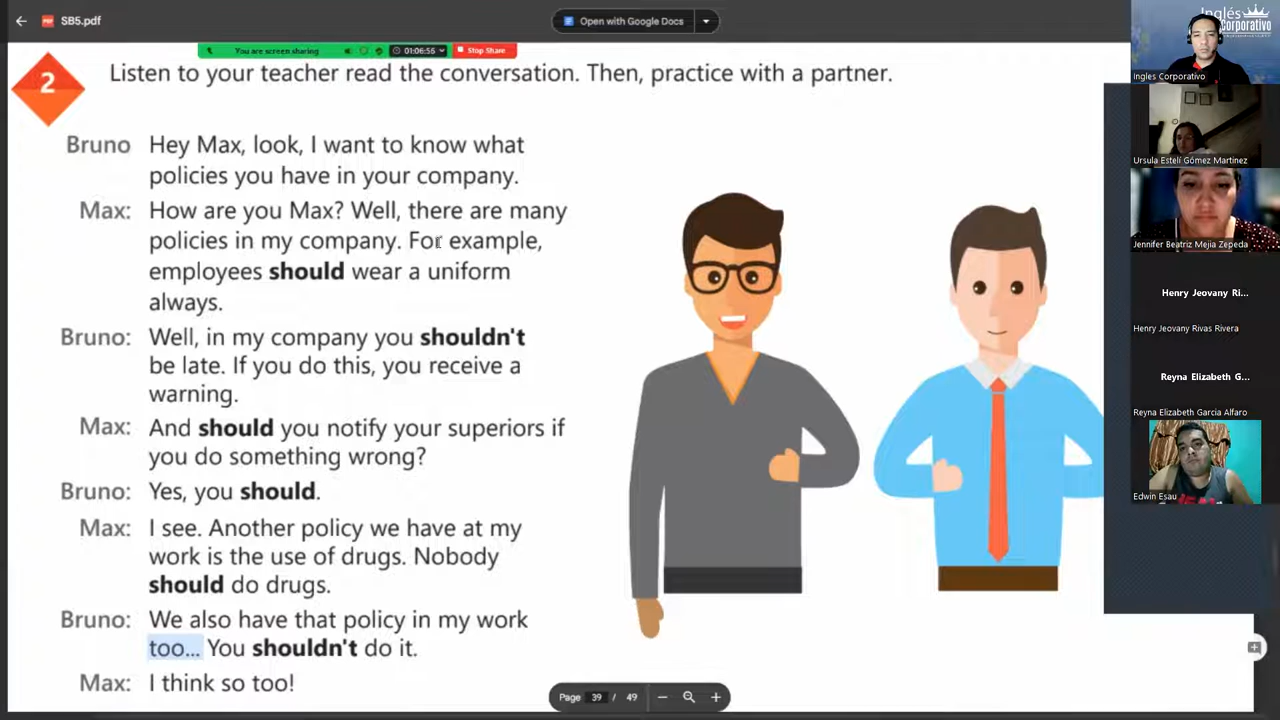 SB5.pdf
Open with Google Docs
You are screen sharing
01:06:55
Stop Share
2
Listen to your teacher read the conversation. Then, practice with a partner.
Bruno Hey Max, look, I want to know what
policies you have in your company.
Max: How are you Max? Well, there are many
policies in my company. For example,
employees should wear a uniform
always.
Bruno: Well, in my company you shouldn't
be late. If you do this, you receive a
warning.
Max: And should you notify your superiors if
you do something wrong?
Bruno: Yes, you should.
Max: I see. Another policy we have at my
work is the use of drugs. Nobody
should do drugs.
Bruno: We also have that policy in my work
too... You shouldn't do it.
Max: I think so too!
Page 39 / 49
Inglés
Corporativo
Ingles Corporativo
Ursula Estelí Gómez Martinez
Jennifer Beatriz Mejia Zepeda
Henry Jeovany Ri...
Henry Jeovany Rivas Rivera
Reyna Elizabeth G...
Reyna Elizabeth Garcia Alfaro
Edwin Esau